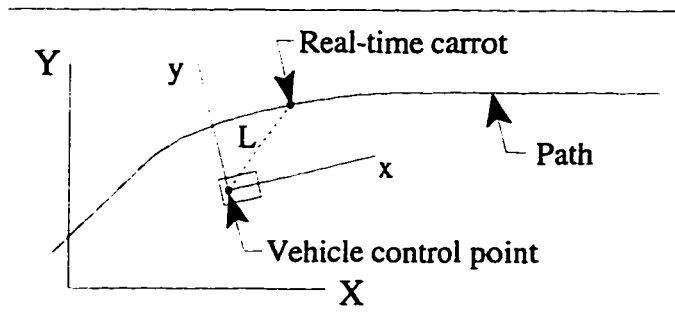 Real-time carrot
Y
y
L
Path
x
Vehicle control point
X